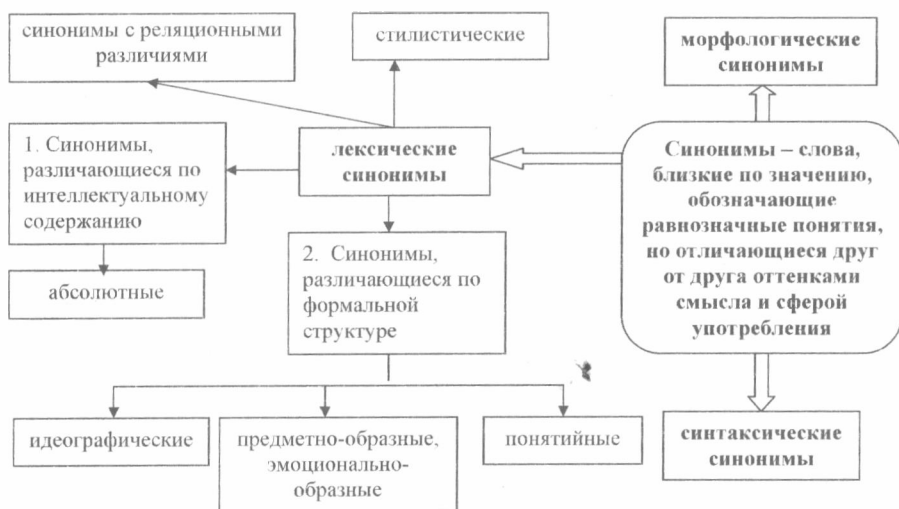 синонимы с реляционными
различиями
стилистические
морфологические
синонимы
1. Синонимы,
различающиеся по
интеллектуальному
содержанию
лексические
синонимы
Синонимы – слова,
близкие по значению,
обозначающие
равнозначные понятия,
но отличающиеся друг
от друга оттенками
смысла и сферой
употребления
абсолютные
2. Синонимы,
различающиеся по
формальной
структуре
идеографические
предметно-образные,
эмоционально-
образные
понятийные
синтаксические
синонимы